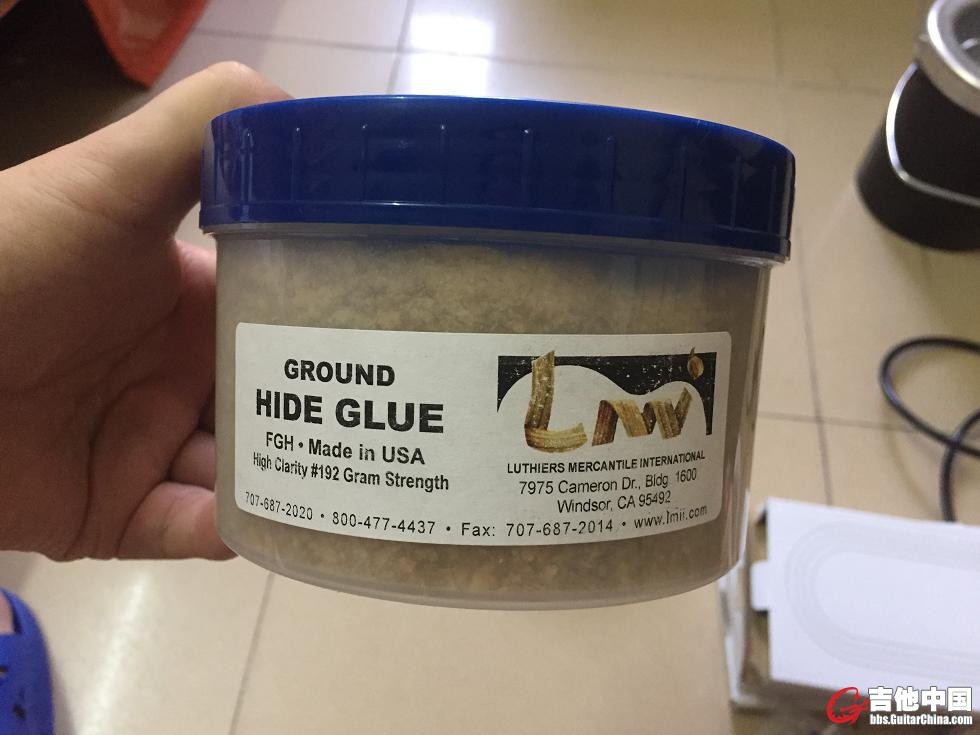 GROUND
HIDE GLUE
FGH • Made in USA
High Clarity #192 Gram Strength
lmi
LUTHIERS MERCANTILE INTERNATIONAL
7975 Cameron Dr., Bldg. 1600
Windsor, CA 95492
707-687-2020 • 800-477-4437 • Fax: 707-687-2014 • www.lmii.com
吉他中国
bbs.GuitarChina.com